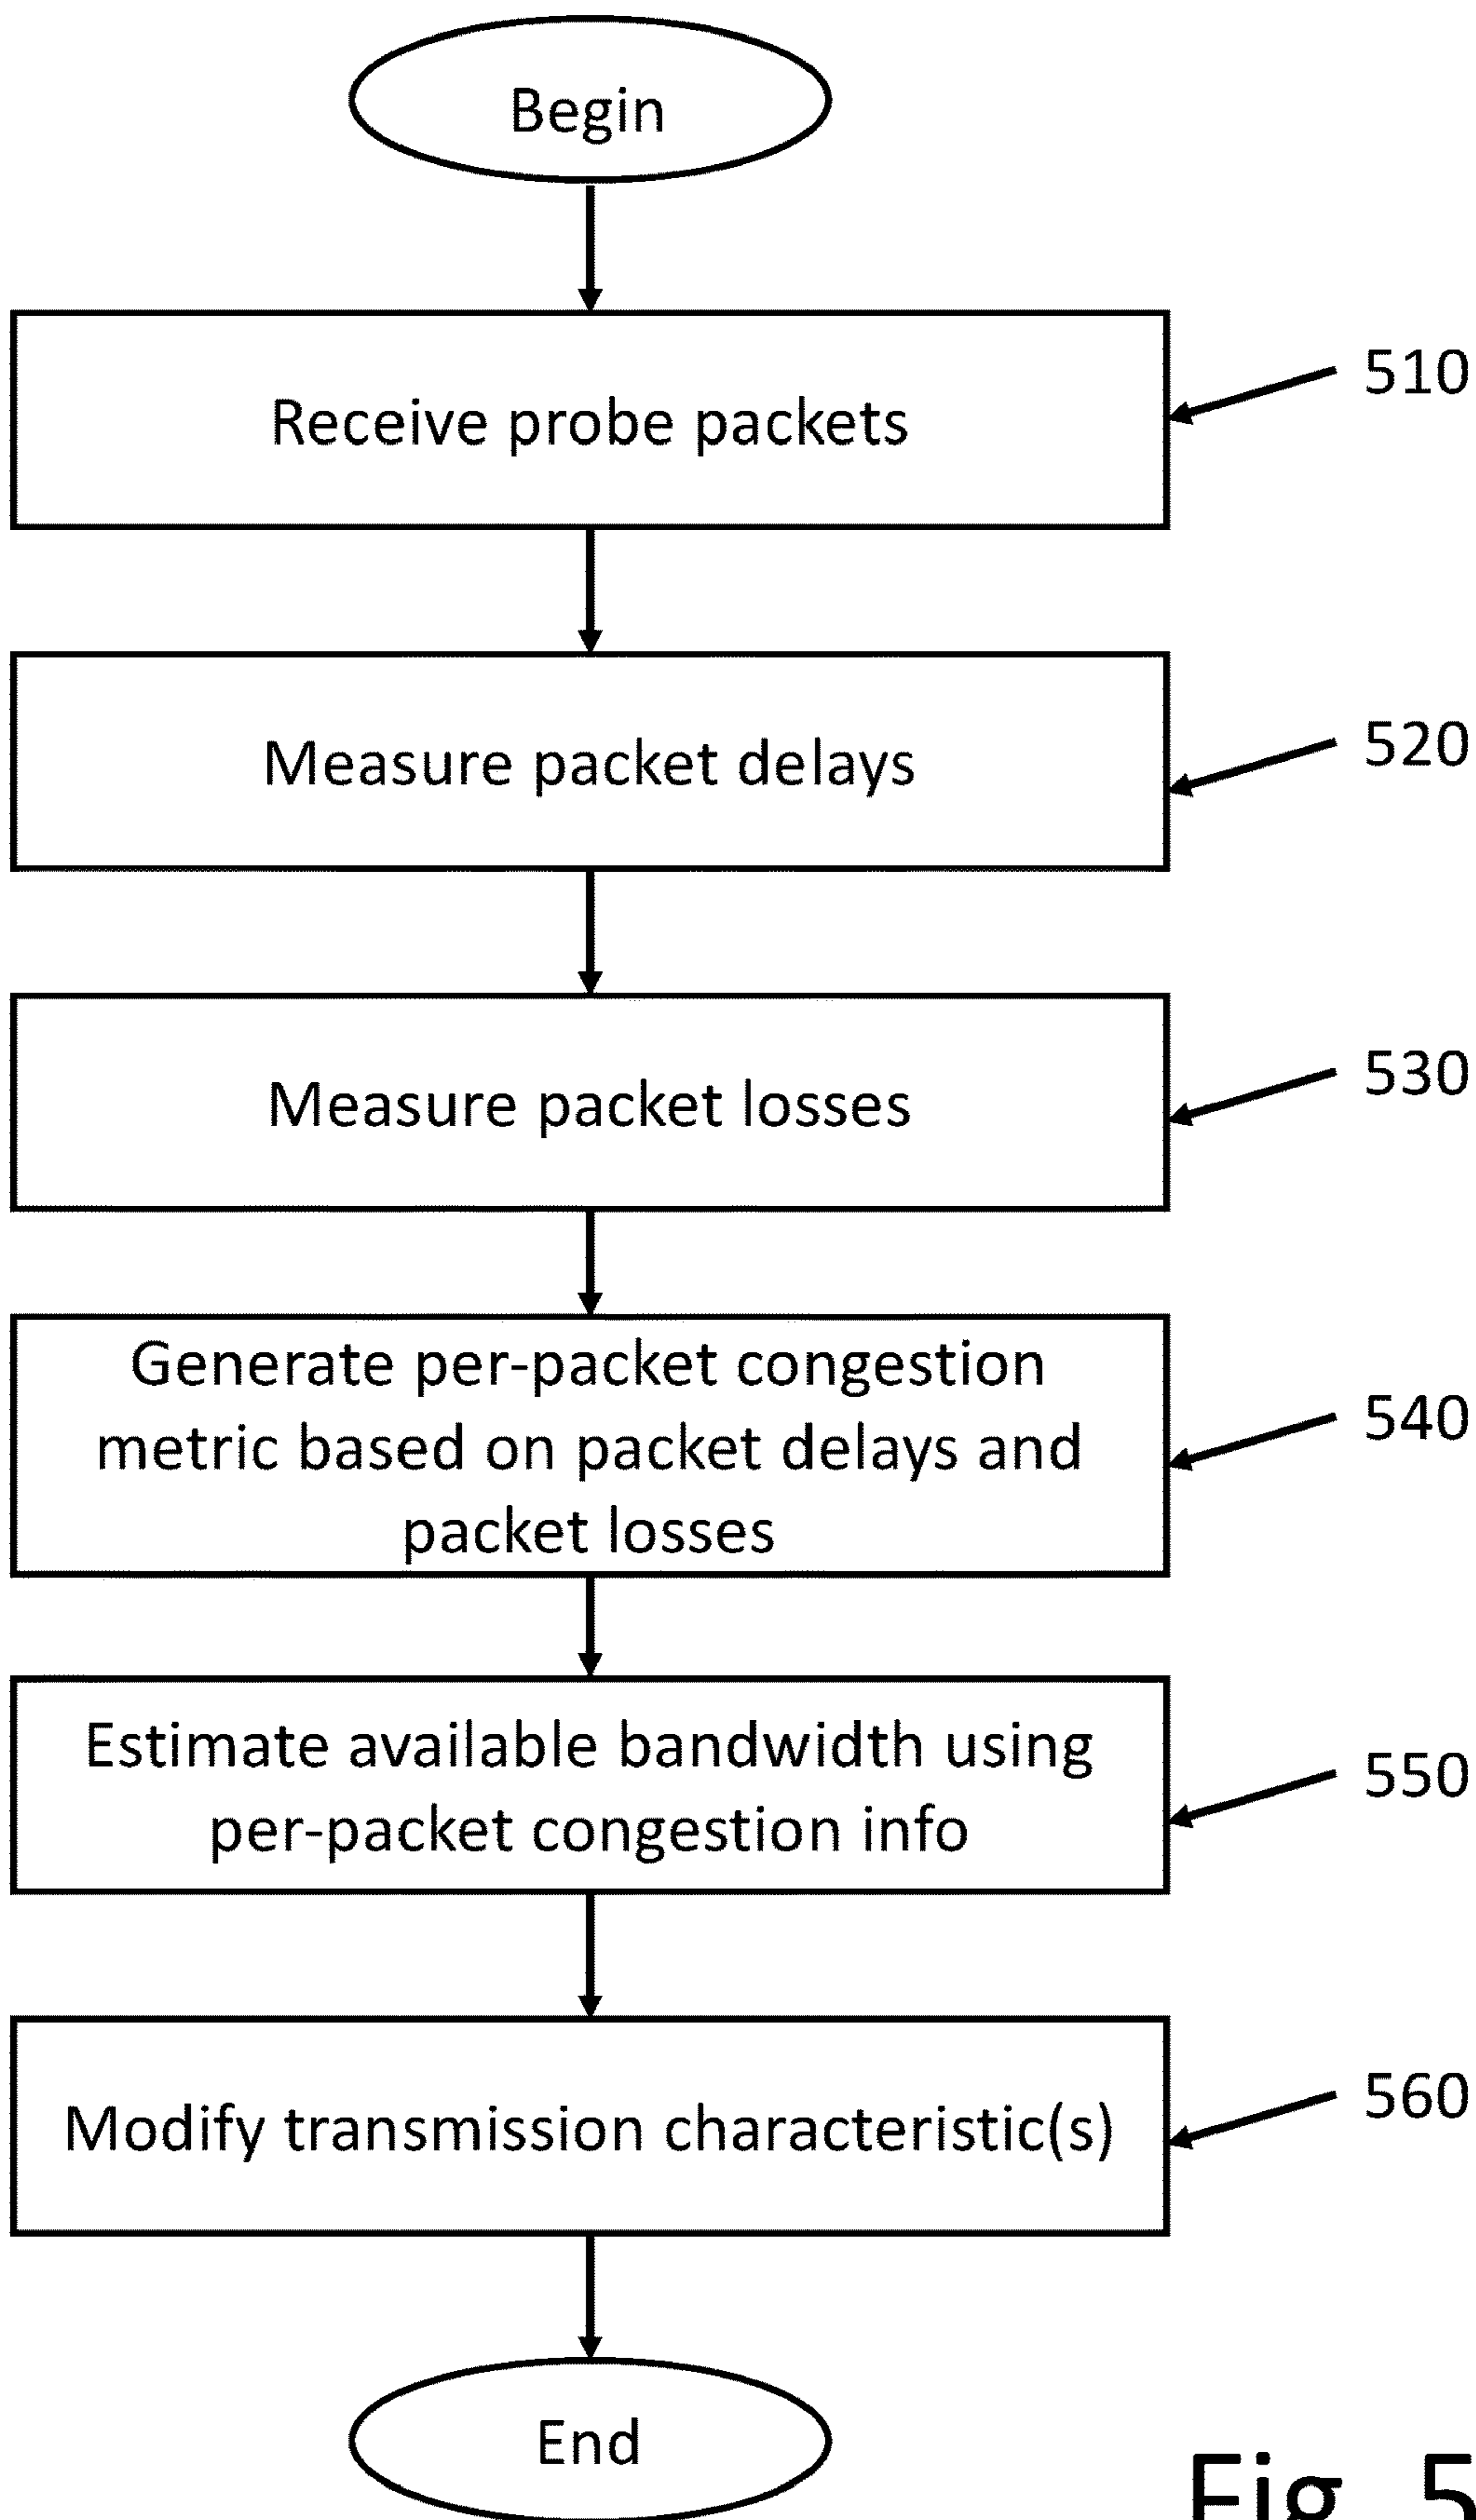 Begin
Receive probe packets
510
Measure packet delays
520
Measure packet losses
530
Generate per-packet congestion
metric based on packet delays and
packet losses
540
Estimate available bandwidth using
per-packet congestion info
550
Modify transmission characteristic(s)
560
End
Fig. 5